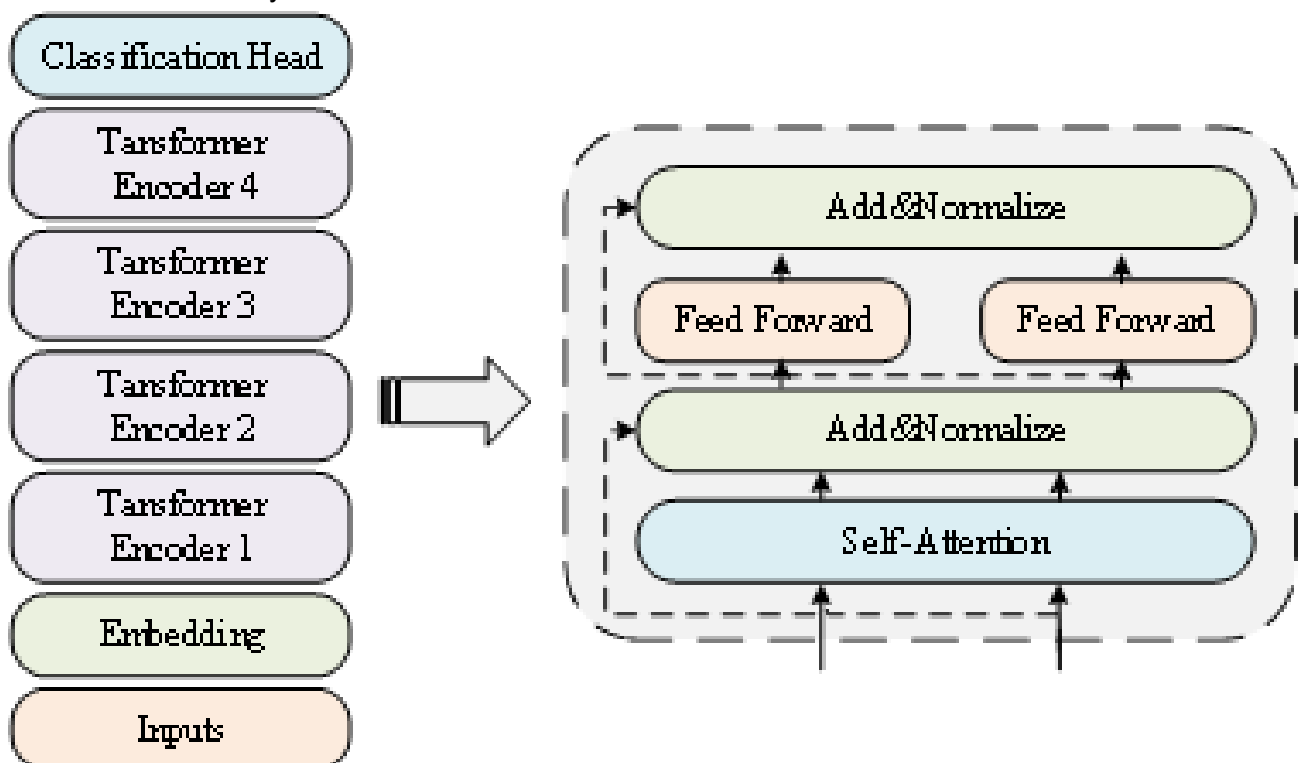 Classification Head
Tansformer
Encoder 4
Tansformer
Encoder 3
Tansformer
Encoder 2
Tansformer
Encoder 1
Embedding
Inputs
Add&Normalize
Feed Forward
Feed Forward
Add&Normalize
Self-Attention